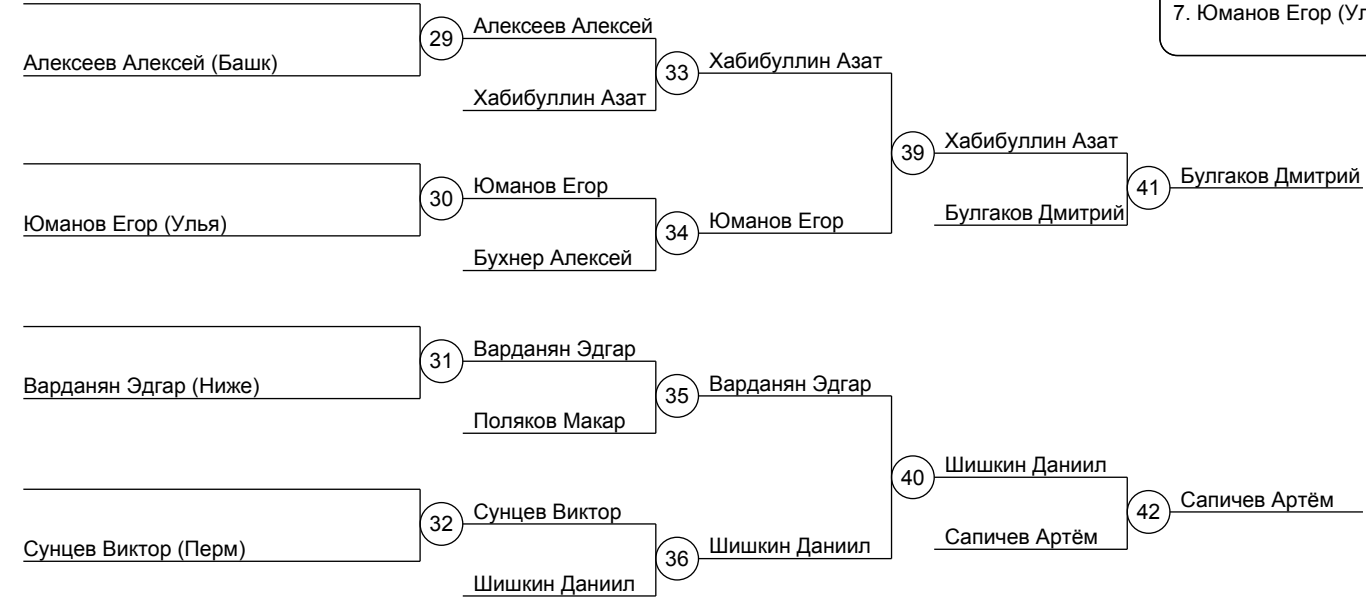 7. Юманов Егор (Ул
Алексеев Алексей
29
Алексеев Алексей (Башк)
Хабибуллин Азат
33
Хабибуллин Азат
Хабибуллин Азат
39
Юманов Егор
30
Юманов Егор (Улья)
Булгаков Дмитрий
41
Булгаков Дмитрий
Юманов Егор
34
Бухнер Алексей
Варданян Эдгар
31
Варданян Эдгар (Ниже)
Варданян Эдгар
35
Поляков Макар
Шишкин Даниил
40
Сунцев Виктор
32
Сунцев Виктор (Перм)
Сапичев Артём
42
Сапичев Артём
Шишкин Даниил
36
Шишкин Даниил